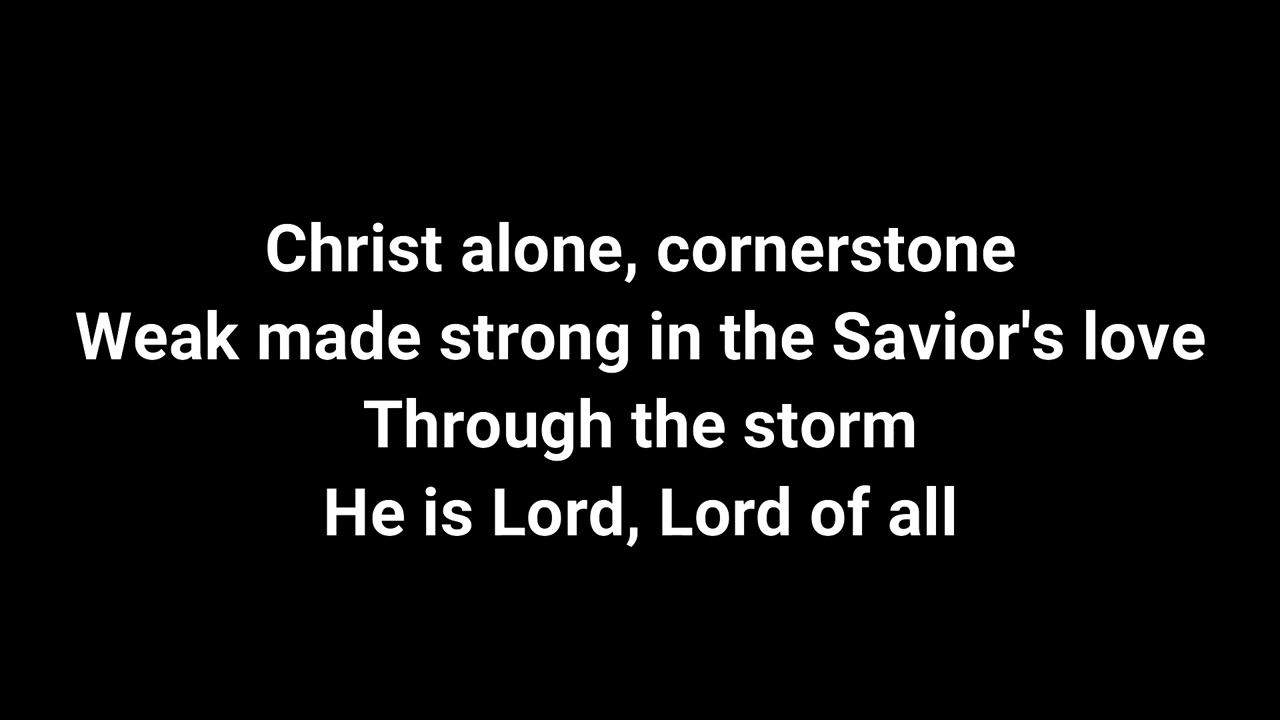 Christ alone, cornerstone
Weak made strong in the Savior's love
Through the storm
He is Lord, Lord of all